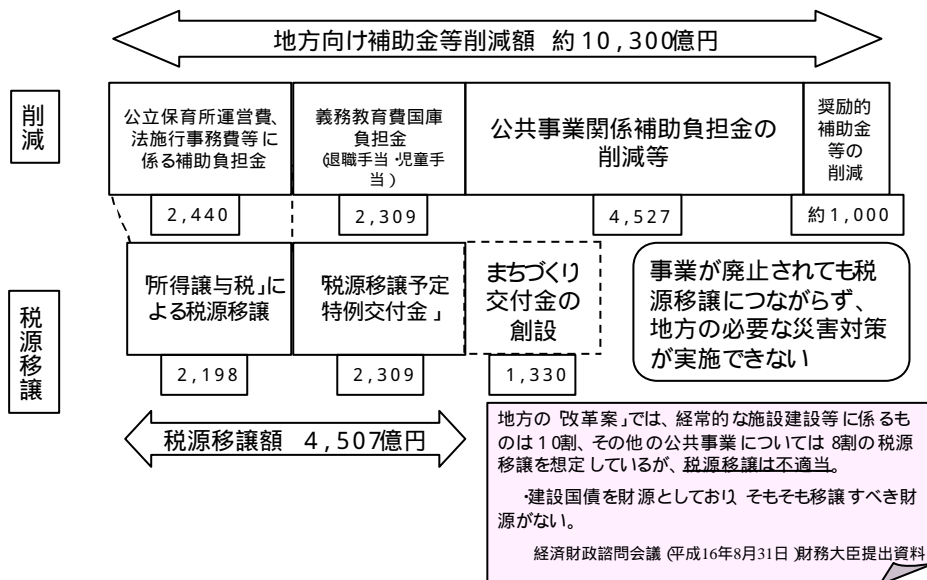 地方向け補助金等削減額 約10,300億円
削減
公立保育所運営費、
法施行事務費等に
係る補助負担金
義務教育費国庫
負担金
(退職手当・児童手
当)
公共事業関係補助負担金の
削減等
奨励的
補助金
等の
削減
2,440
2,309
4,527
約1,000
税源移譲
「所得譲与税」に
よる税源移譲
「税源移譲予定
特例交付金」
まちづくり
交付金の
創設
事業が廃止されても税
源移譲につながらず、
地方の必要な災害対策
が実施できない
2,198
2,309
1,330
税源移譲額 4,507億円
地方の「改革案」では、経常的な施設建設等に係るも
のは10割、その他の公共事業については8割の税源
移譲を想定しているが、税源移譲は不適当。
・建設国債を財源としており、そもそも移譲すべき財
源がない。
経済財政諮問会議(平成16年8月31日)財務大臣提出資料